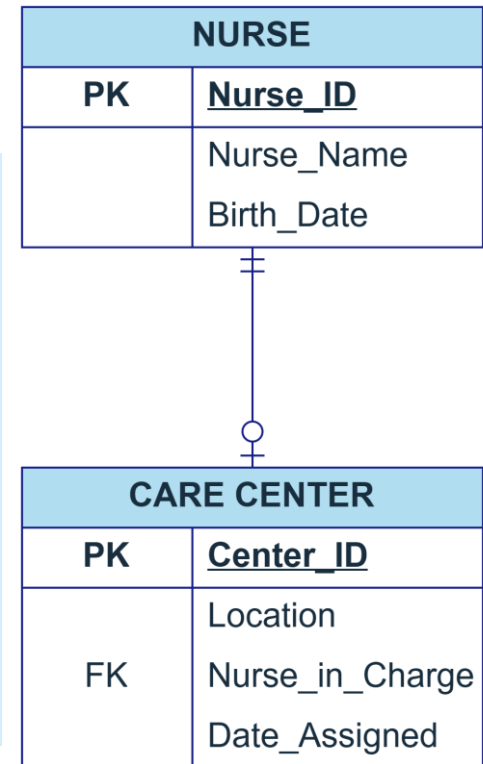 NURSE
PK Nurse_ID
Nurse_Name
Birth_Date
CARE CENTER
PK Center_ID
Location
FK Nurse_in_Charge
Date_Assigned